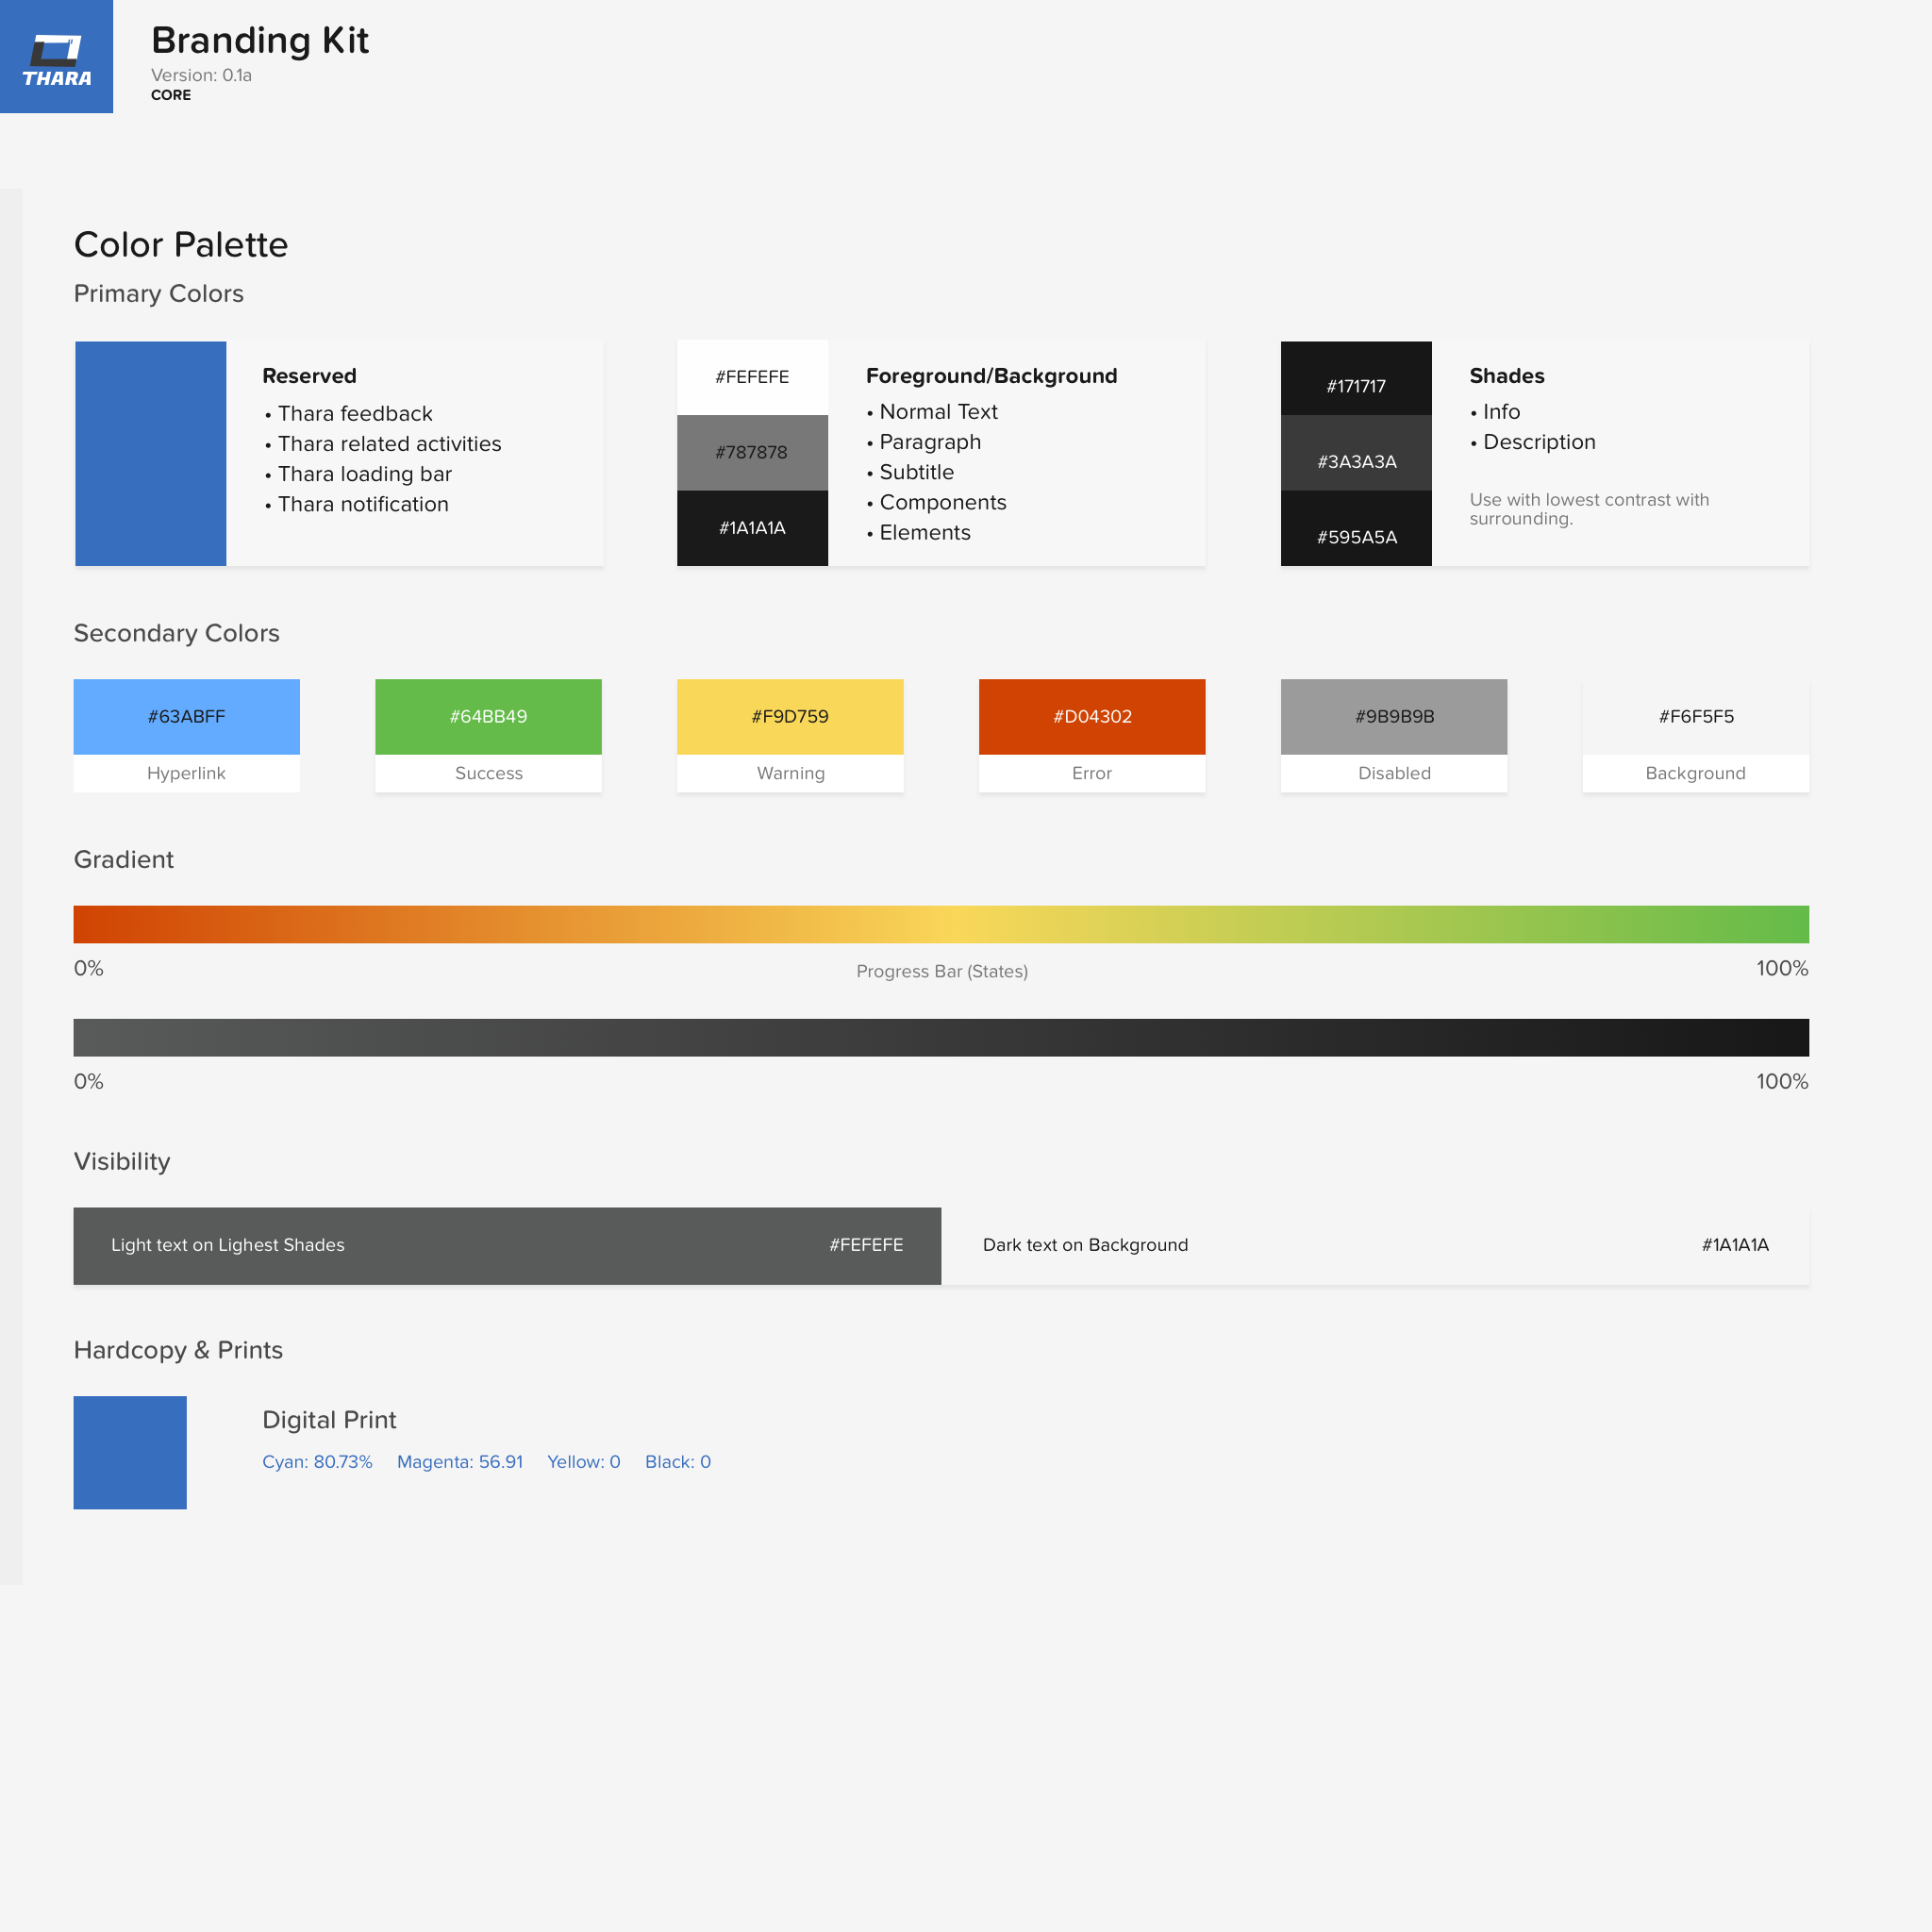 THARA
Branding Kit
Version: 0.1a
CORE
Color Palette
Primary Colors
Reserved
• Thara feedback
• Thara related activities
• Thara loading bar
• Thara notification
#FEFEFE
#787878
#1A1A1A
Foreground/Background
• Normal Text
• Paragraph
• Subtitle
• Components
• Elements
#171717
#3A3A3A
#595A5A
Shades
• Info
• Description
Use with lowest contrast with
surrounding.
Secondary Colors
#63ABFF
Hyperlink
#64BB49
Success
#F9D759
Warning
#D04302
Error
#9B9B9B
Disabled
#F6F5F5
Background
Gradient
0%
Progress Bar (States)
100%
0%
100%
Visibility
Light text on Lighest Shades
#FEFEFE
Dark text on Background
#1A1A1A
Hardcopy & Prints
Digital Print
Cyan: 80.73% Magenta: 56.91 Yellow: 0 Black: 0